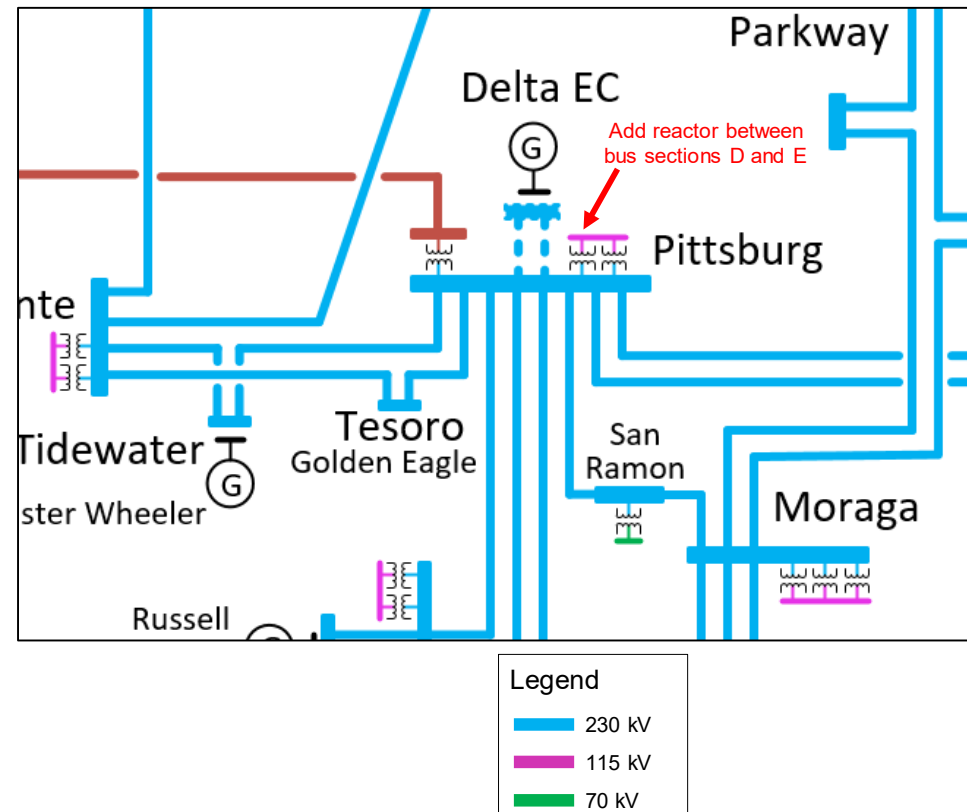 Parkway
Delta EC
G
Add reactor between
bus sections D and E
Pittsburg
nte
Tesoro
Golden Eagle
Tidewater
G
ster Wheeler
San
Ramon
Moraga
Russell
Legend
230 kV
115 kV
70 kV